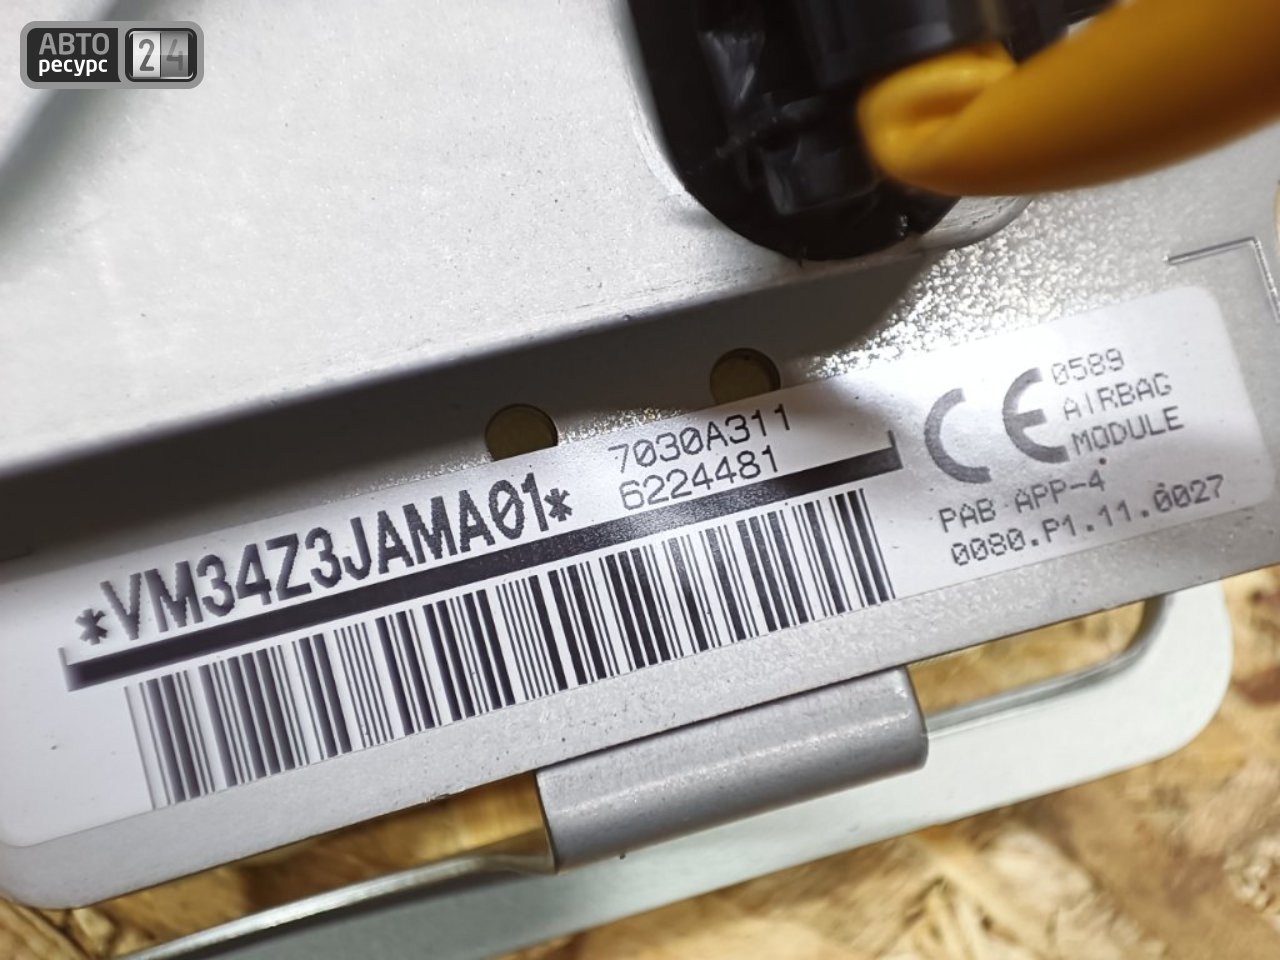 АВТО
ресурс
24
*VM34Z3JAMA01*
7030A311
6224481
CE
0589
AIRBAG
MODULE
PAB APP-4
0080.P1.11.0027